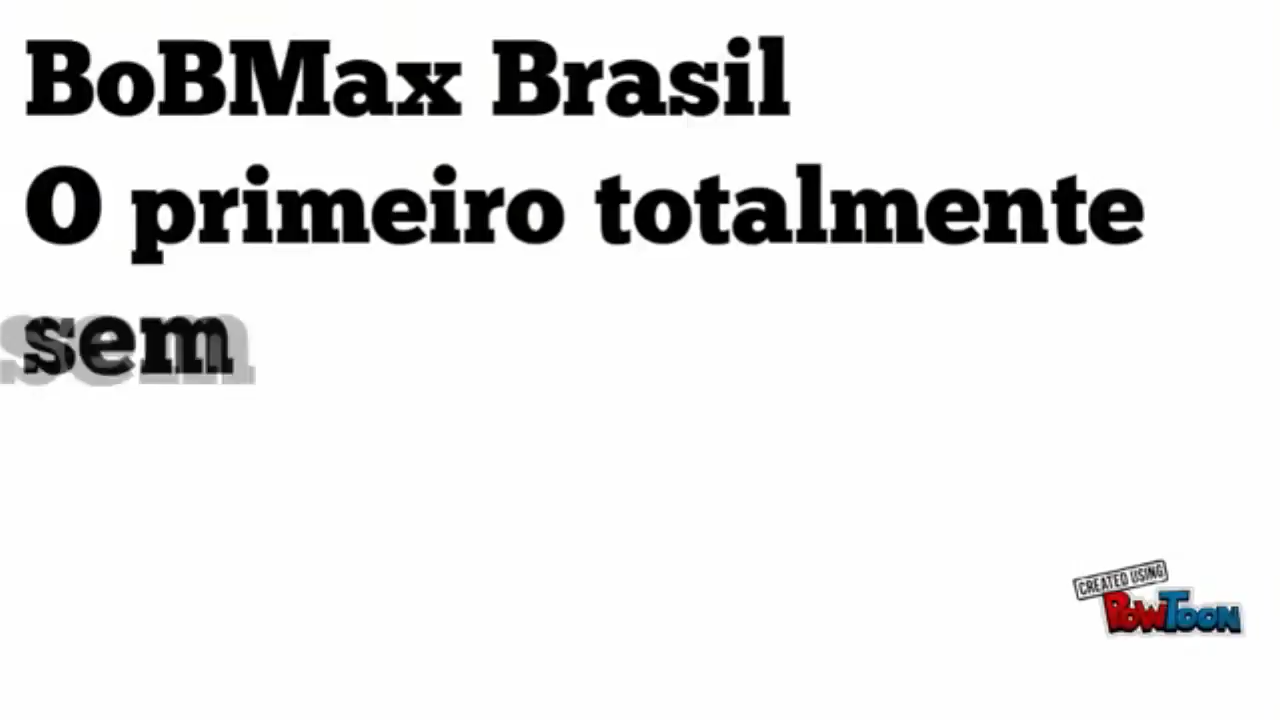 BoBMax Brasil
O primeiro totalmente
sem
CREATED USING
POWTOON